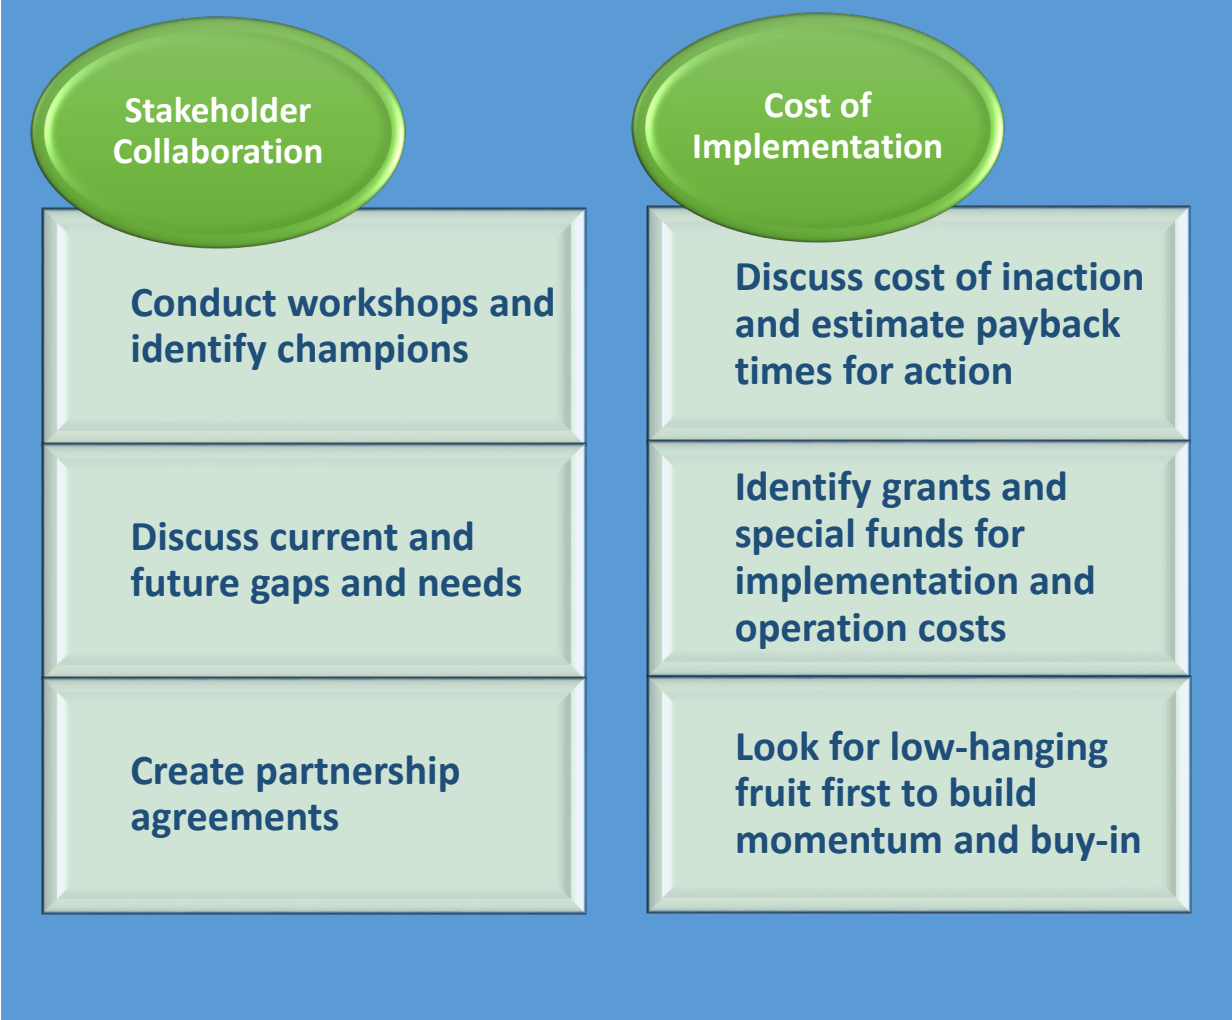 Stakeholder
Collaboration
Conduct workshops and
identify champions
Discuss current and
future gaps and needs
Create partnership
agreements
Cost of
Implementation
Discuss cost of inaction
and estimate payback
times for action
Identify grants and
special funds for
implementation and
operation costs
Look for low-hanging
fruit first to build
momentum and buy-in